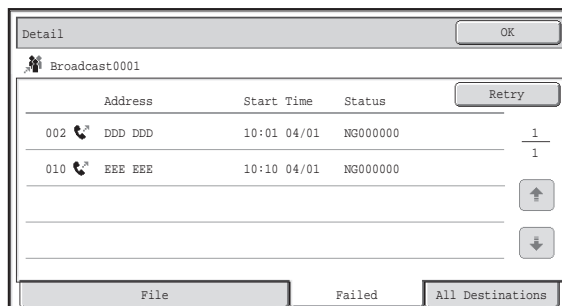 Detail OK
Broadcast0001
Address Start Time Status Retry
002 DDD DDD 10:01 04/01 NG000000 1
1
010 EEE EEE 10:10 04/01 NG000000
File Failed All Destinations